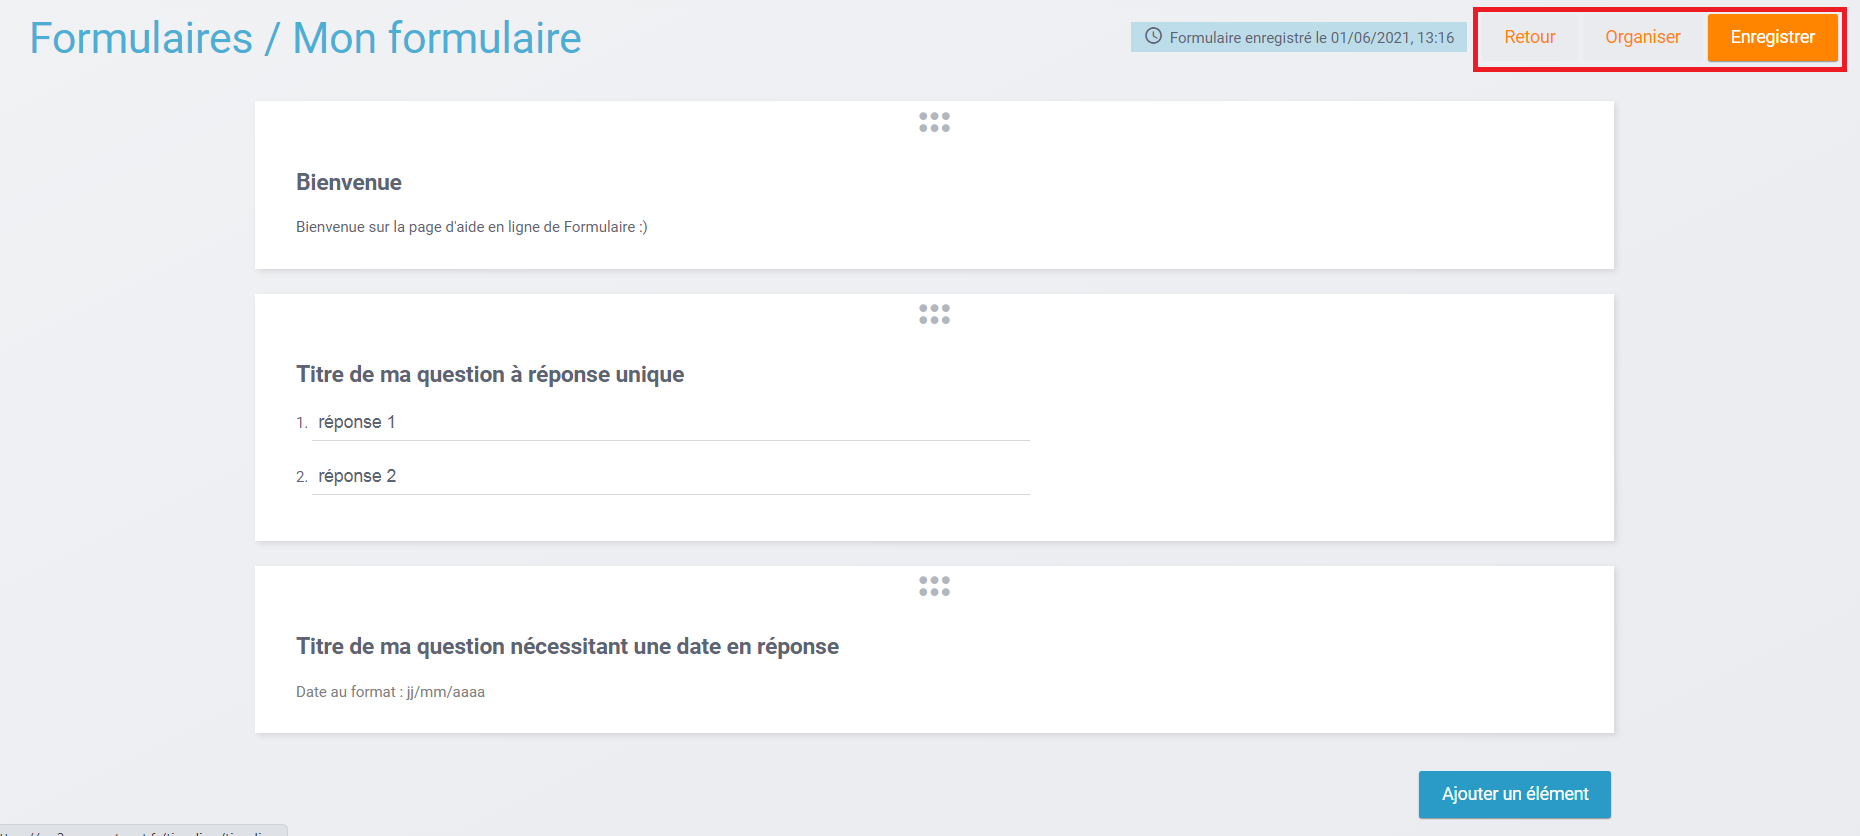 Formulaires / Mon formulaire
Formulaire enregistré le 01/06/2021, 13:16
Retour
Organiser
Enregistrer
Bienvenue
Bienvenue sur la page d'aide en ligne de Formulaire :)
Titre de ma question à réponse unique
1. réponse 1
2. réponse 2
Titre de ma question nécessitant une date en réponse
Date au format : jj/mm/aaaa
Ajouter un élément